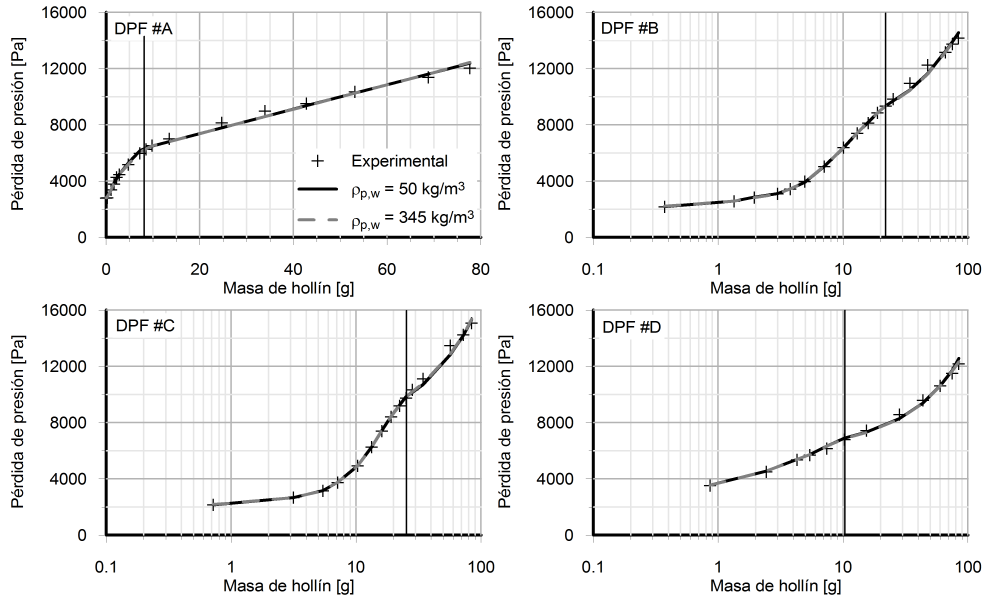 DPF #A
Pérdida de presión [Pa]
16000
12000
8000
4000
0
Experimental
ρp,w = 50 kg/m3
ρp,w = 345 kg/m3
0
20
40
60
80
Masa de hollín [g]
DPF #B
Pérdida de presión [Pa]
16000
12000
8000
4000
0
0.1
1
10
100
Masa de hollín [g]
DPF #C
Pérdida de presión [Pa]
16000
12000
8000
4000
0
0.1
1
10
100
Masa de hollín [g]
DPF #D
Pérdida de presión [Pa]
16000
12000
8000
4000
0
0.1
1
10
100
Masa de hollín [g]